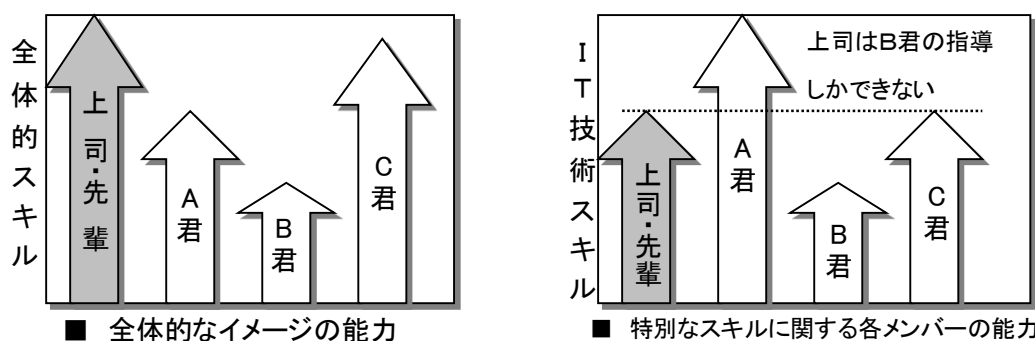 全体的スキル
上司・先輩
A君
B君
C君
■ 全体的なイメージの能力
IT技術スキル
上司はB君の指導
しかできない
上司・先輩
A君
B君
C君
■ 特別なスキルに関する各メンバーの能力